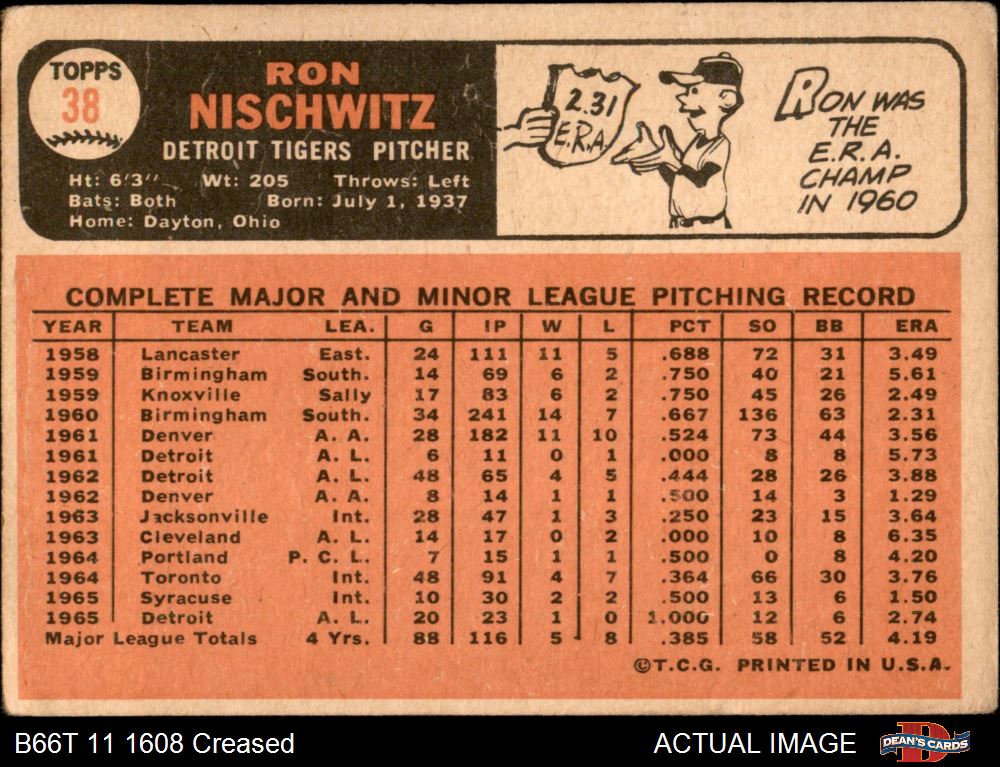 TOPPS
38
RON
NISCHWITZ
DETROIT TIGERS PITCHER
Ht: 6'3" Wt: 205 Throws: Left
Bats: Both Born: July 1, 1937
Home: Dayton, Ohio
2.31
E.R.A.
RON WAS
THE
E.R.A.
CHAMP
IN 1960
COMPLETE MAJOR AND MINOR LEAGUE PITCHING RECORD
YEAR TEAM LEA. G IP W L PCT SO BB ERA
1958 Lancaster East. 24 111 11 5 .688 72 31 3.49
1959 Birmingham South. 14 69 6 2 .750 40 21 5.61
1959 Knoxville Sally 17 83 6 2 .750 45 26 2.49
1960 Birmingham South. 34 241 14 7 .667 136 63 2.31
1961 Denver A. A. 28 182 11 10 .524 73 44 3.56
1961 Detroit A. L. 6 11 0 1 .000 8 8 5.73
1962 Detroit A. L. 48 65 4 5 .444 28 26 3.88
1962 Denver A. A. 8 14 1 1 .500 14 3 1.29
1963 Jacksonville Int. 28 47 1 3 .250 23 15 3.64
1963 Cleveland A. L. 14 17 0 2 .000 10 8 6.35
1964 Portland P. C. L. 7 15 1 1 .500 0 8 4.20
1964 Toronto Int. 48 91 4 7 .364 66 30 3.76
1965 Syracuse Int. 10 30 2 2 .500 13 6 1.50
1965 Detroit A. L. 20 23 1 0 1.000 12 6 2.74
Major League Totals 4 Yrs. 88 116 5 8 .385 58 52 4.19
©T.C.G. PRINTED IN U.S.A.
B66T 11 1608 Creased
ACTUAL IMAGE
DEAN'S CARDS